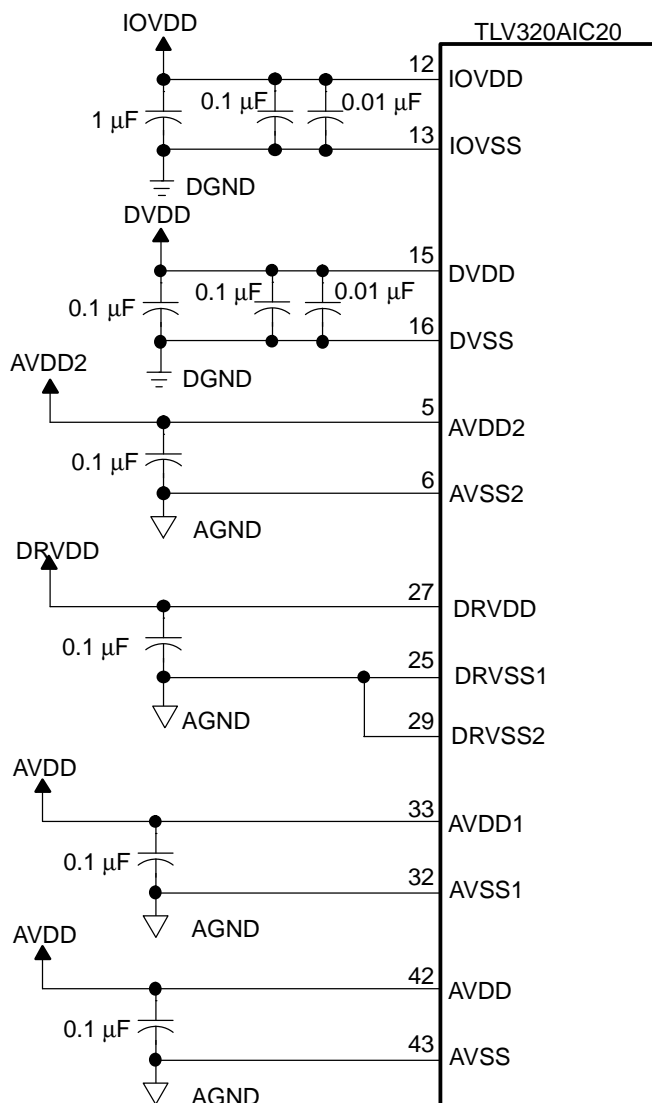 IOVDD
TLV320AIC20
12
IOVDD
0.1 μF
0.01 μF
1 μF
13
IOVSS
DGND
DVDD
15
DVDD
0.1 μF
0.01 μF
0.1 μF
16
DVSS
DGND
AVDD2
5
AVDD2
0.1 μF
6
AVSS2
AGND
DRVDD
27
DRVDD
0.1 μF
25
DRVSS1
AGND
29
DRVSS2
AVDD
33
AVDD1
0.1 μF
32
AVSS1
AGND
AVDD
42
AVDD
0.1 μF
43
AVSS
AGND